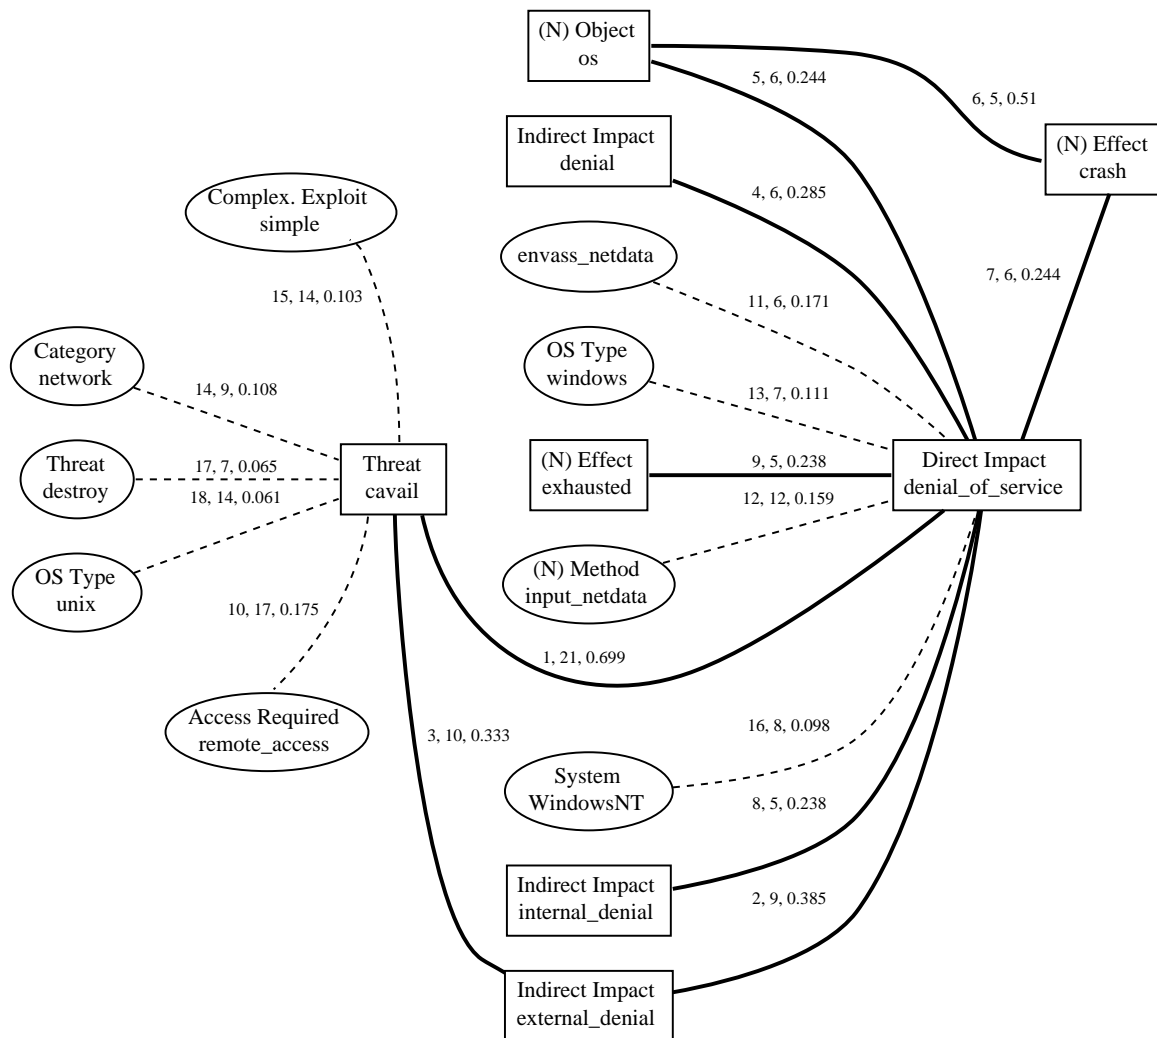 (N) Object
os
5, 6, 0.244
6, 5, 0.51
Indirect Impact
denial
(N) Effect
crash
4, 6, 0.285
Complex. Exploit
simple
envass_netdata
7, 6, 0.244
15, 14, 0.103
11, 6, 0.171
Category
network
OS Type
windows
14, 9, 0.108
13, 7, 0.111
Threat
destroy
17, 7, 0.065
18, 14, 0.061
Threat
cavail
(N) Effect
exhausted
9, 5, 0.238
12, 12, 0.159
Direct Impact
denial_of_service
OS Type
unix
(N) Method
input_netdata
10, 17, 0.175
1, 21, 0.699
Access Required
remote_access
3, 10, 0.333
16, 8, 0.098
System
WindowsNT
8, 5, 0.238
Indirect Impact
internal_denial
2, 9, 0.385
Indirect Impact
external_denial